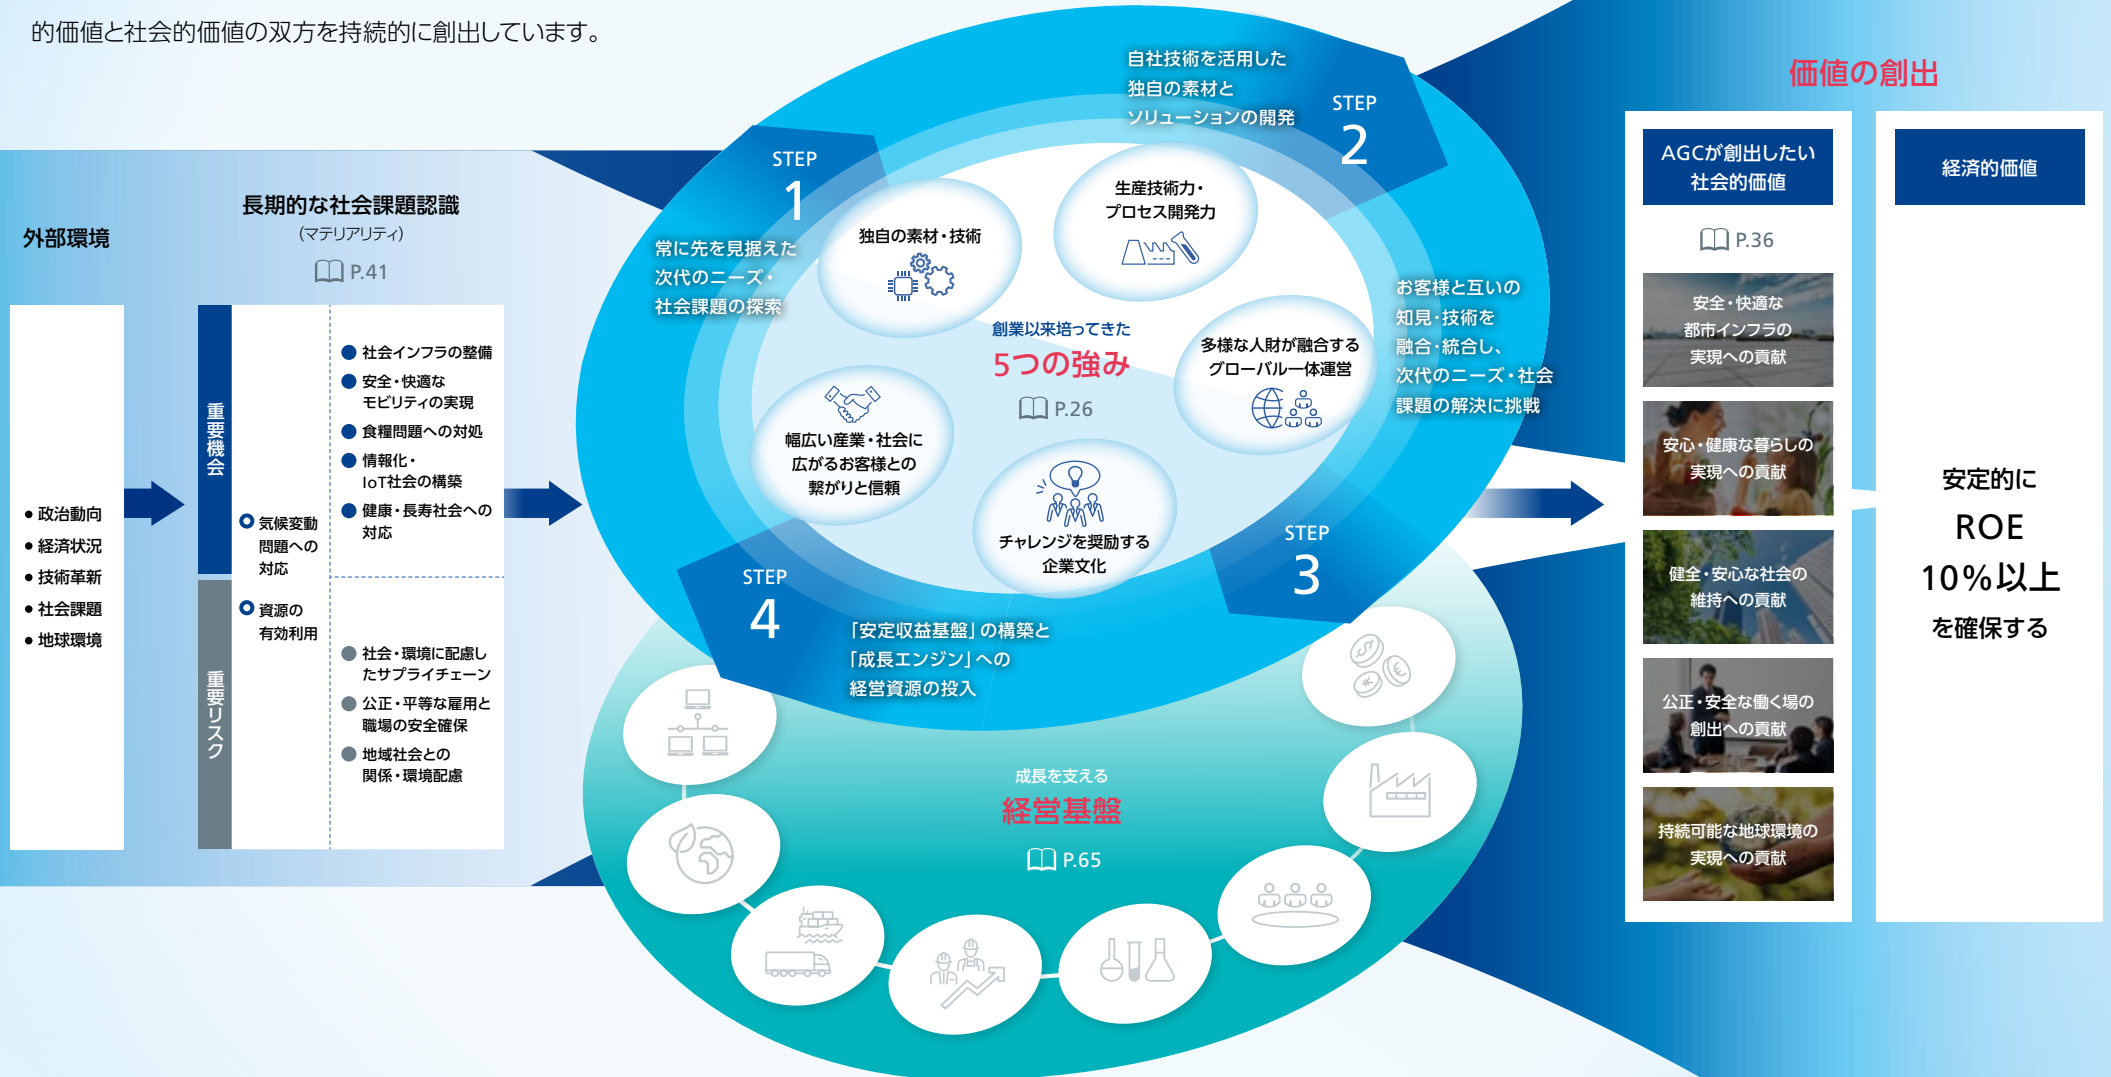 的価値と社会的価値の双方を持続的に創出しています。
外部環境
• 政治動向
• 経済状況
• 技術革新
• 社会課題
• 地球環境
長期的な社会課題認識
（マテリアリティ）
P.41
重要機会
重要リスク
気候変動
問題への
対応
資源の
有効利用
社会インフラの整備
安全・快適な
モビリティの実現
食糧問題への対処
情報化・
IoT社会の構築
健康・長寿社会への
対応
社会・環境に配慮し
たサプライチェーン
公正・平等な雇用と
職場の安全確保
地域社会との
関係・環境配慮
STEP
1
常に先を見据えた
次代のニーズ・
社会課題の探索
自社技術を活用した
独自の素材と
ソリューションの開発
STEP
2
お客様と互いの
知見・技術を
融合・統合し、
次代のニーズ・社会
課題の解決に挑戦
STEP
3
STEP
4
「安定収益基盤」の構築と
「成長エンジン」への
経営資源の投入
独自の素材・技術
生産技術力・
プロセス開発力
多様な人財が融合する
グローバル一体運営
チャレンジを奨励する
企業文化
幅広い産業・社会に
広がるお客様との
繋がりと信頼
創業以来培ってきた
5つの強み
P.26
成長を支える
経営基盤
P.65
価値の創出
AGCが創出したい
社会的価値
P.36
安全・快適な
都市インフラの
実現への貢献
安心・健康な暮らしの
実現への貢献
健全・安心な社会の
維持への貢献
公正・安全な働く場の
創出への貢献
持続可能な地球環境の
実現への貢献
経済的価値
安定的に
ROE
10%以上
を確保する